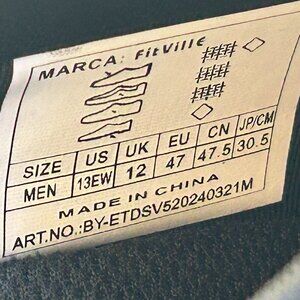 MARCA: FitVille
SIZE US UK EU CN JP/CM
MEN 13EW 12 47 47.5 30.5
MADE IN CHINA
ART.NO.:BY-ETDSV520240321M